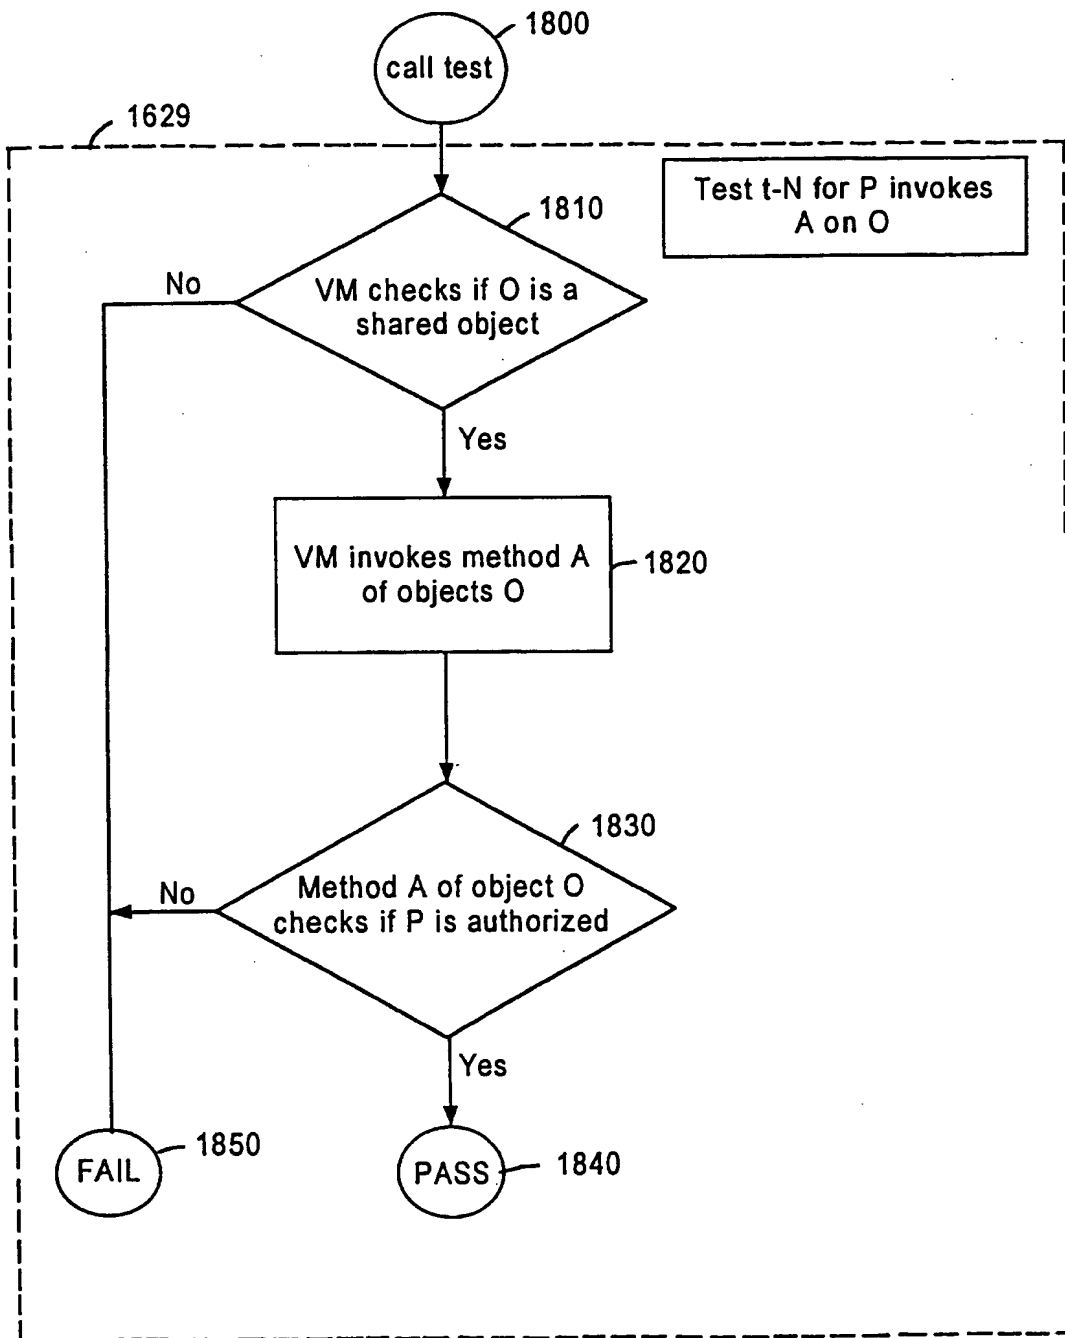 1800
call test
1629
Test t-N for P invokes
A on O
1810
No
VM checks if O is a
shared object
Yes
VM invokes method A
of objects O
1820
1830
No
Method A of object O
checks if P is authorized
Yes
1850
FAIL
1840
PASS